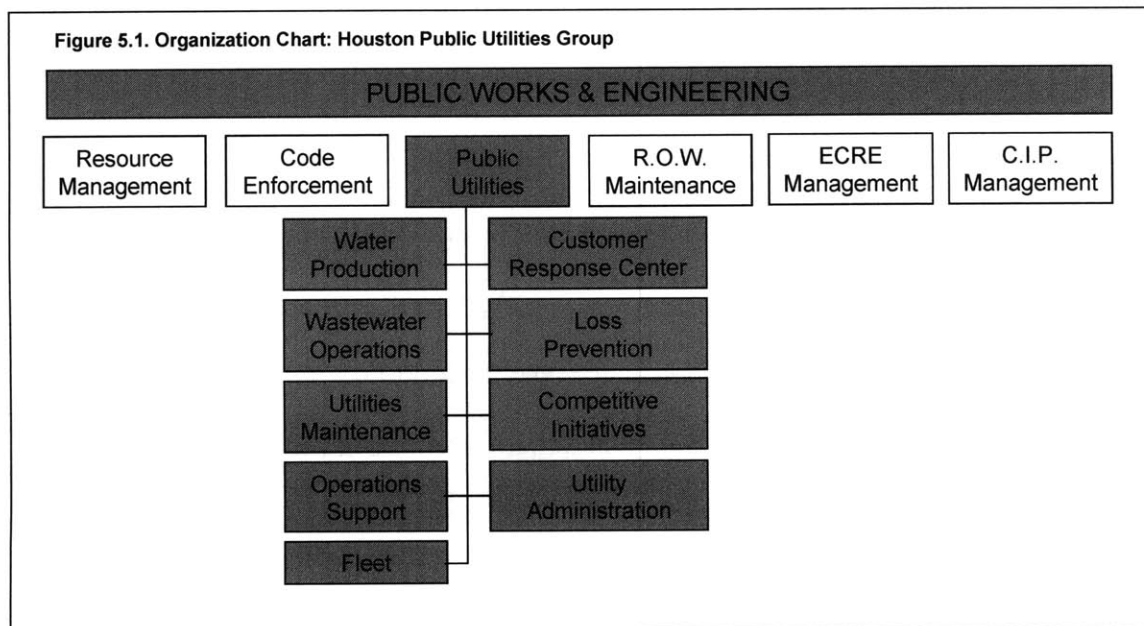 Figure 5.1. Organization Chart: Houston Public Utilities Group
PUBLIC WORKS & ENGINEERING
Resource
Management
Code
Enforcement
Public
Utilities
R.O.W.
Maintenance
ECRE
Management
C.I.P.
Management
Water
Production
Customer
Response Center
Wastewater
Operations
Loss
Prevention
Utilities
Maintenance
Competitive
Initiatives
Operations
Support
Utility
Administration
Fleet